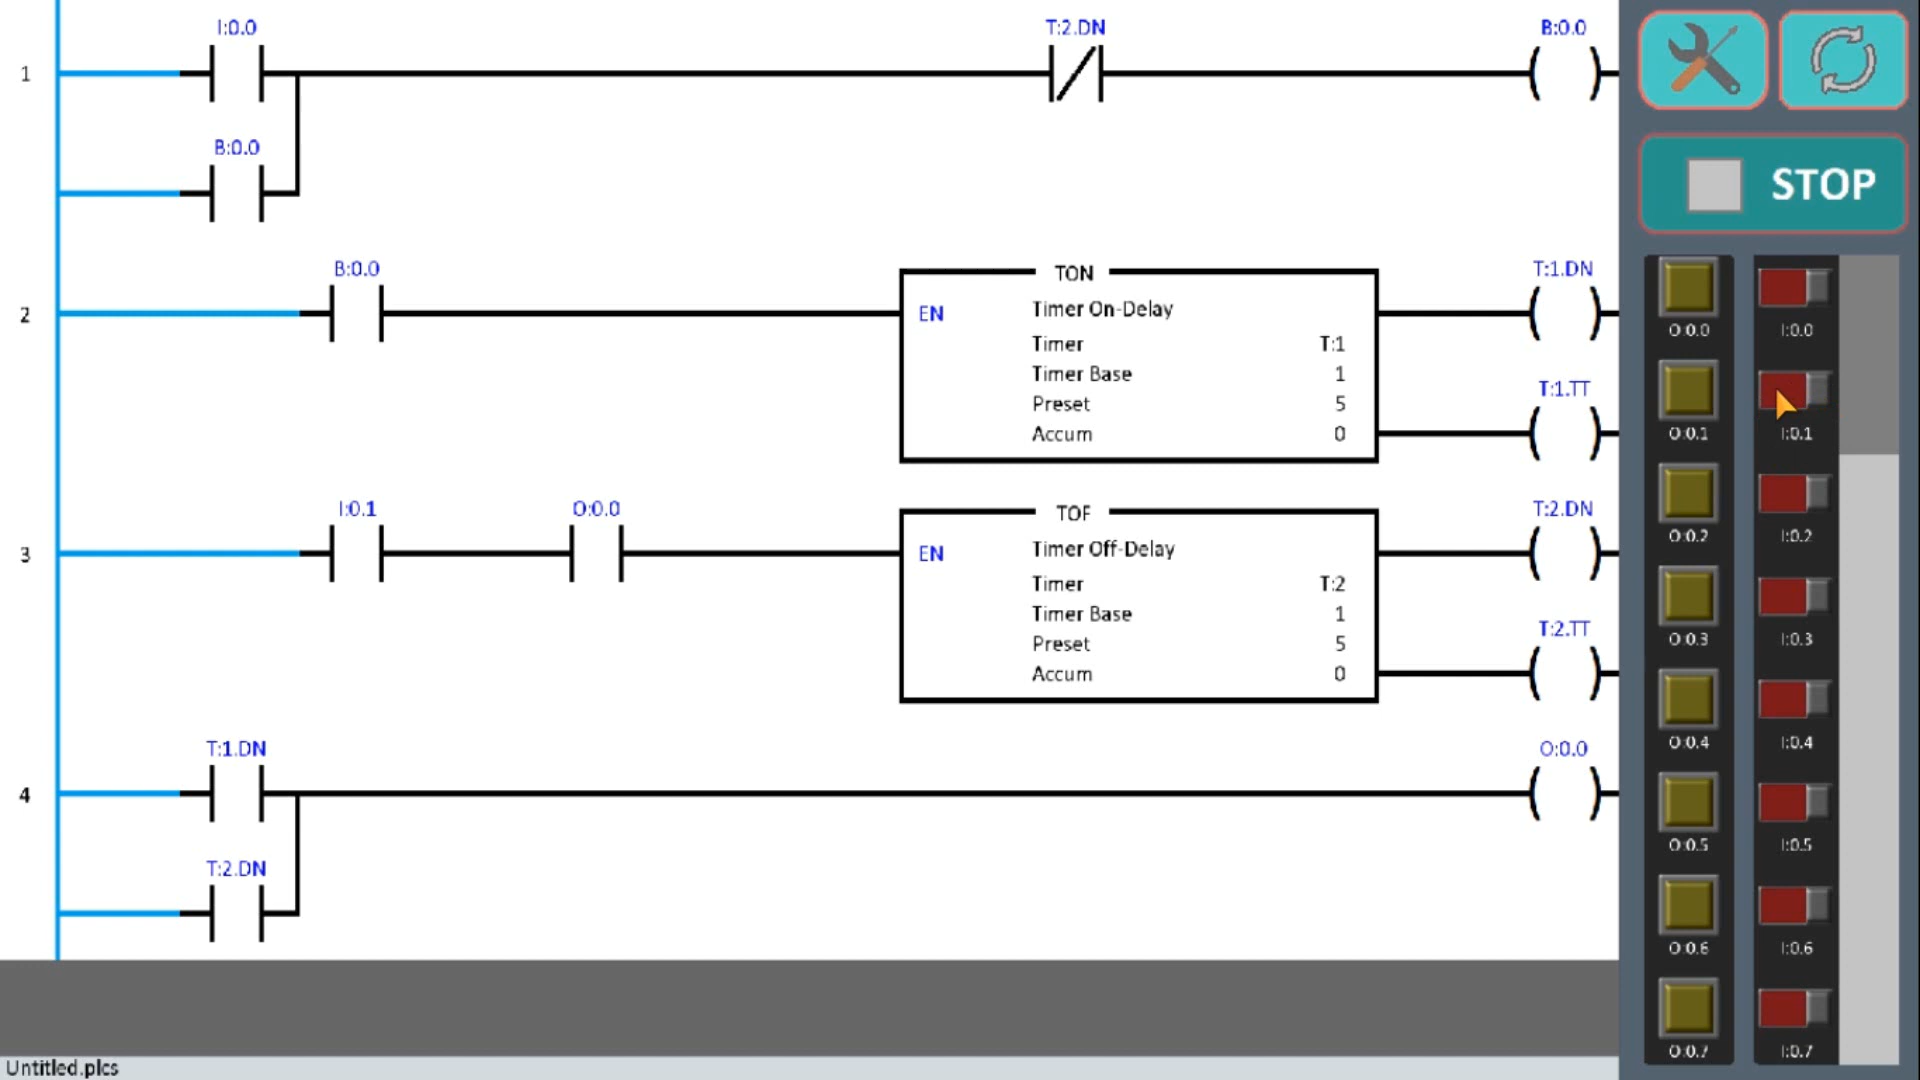 I:0.0
T:2.DN
B:0.0
1
B:0.0
STOP
2
B:0.0
TON
EN
Timer On-Delay
Timer T:1
Timer Base 1
Preset 5
Accum 0
T:1.DN
T:1.TT
3
I:0.1
O:0.0
TOF
EN
Timer Off-Delay
Timer T:2
Timer Base 1
Preset 5
Accum 0
T:2.DN
T:2.TT
4
T:1.DN
O:0.0
T:2.DN
O:0.0 I:0.0
O:0.1 I:0.1
O:0.2 I:0.2
O:0.3 I:0.3
O:0.4 I:0.4
O:0.5 I:0.5
O:0.6 I:0.6
O:0.7 I:0.7
Untitled.plcs